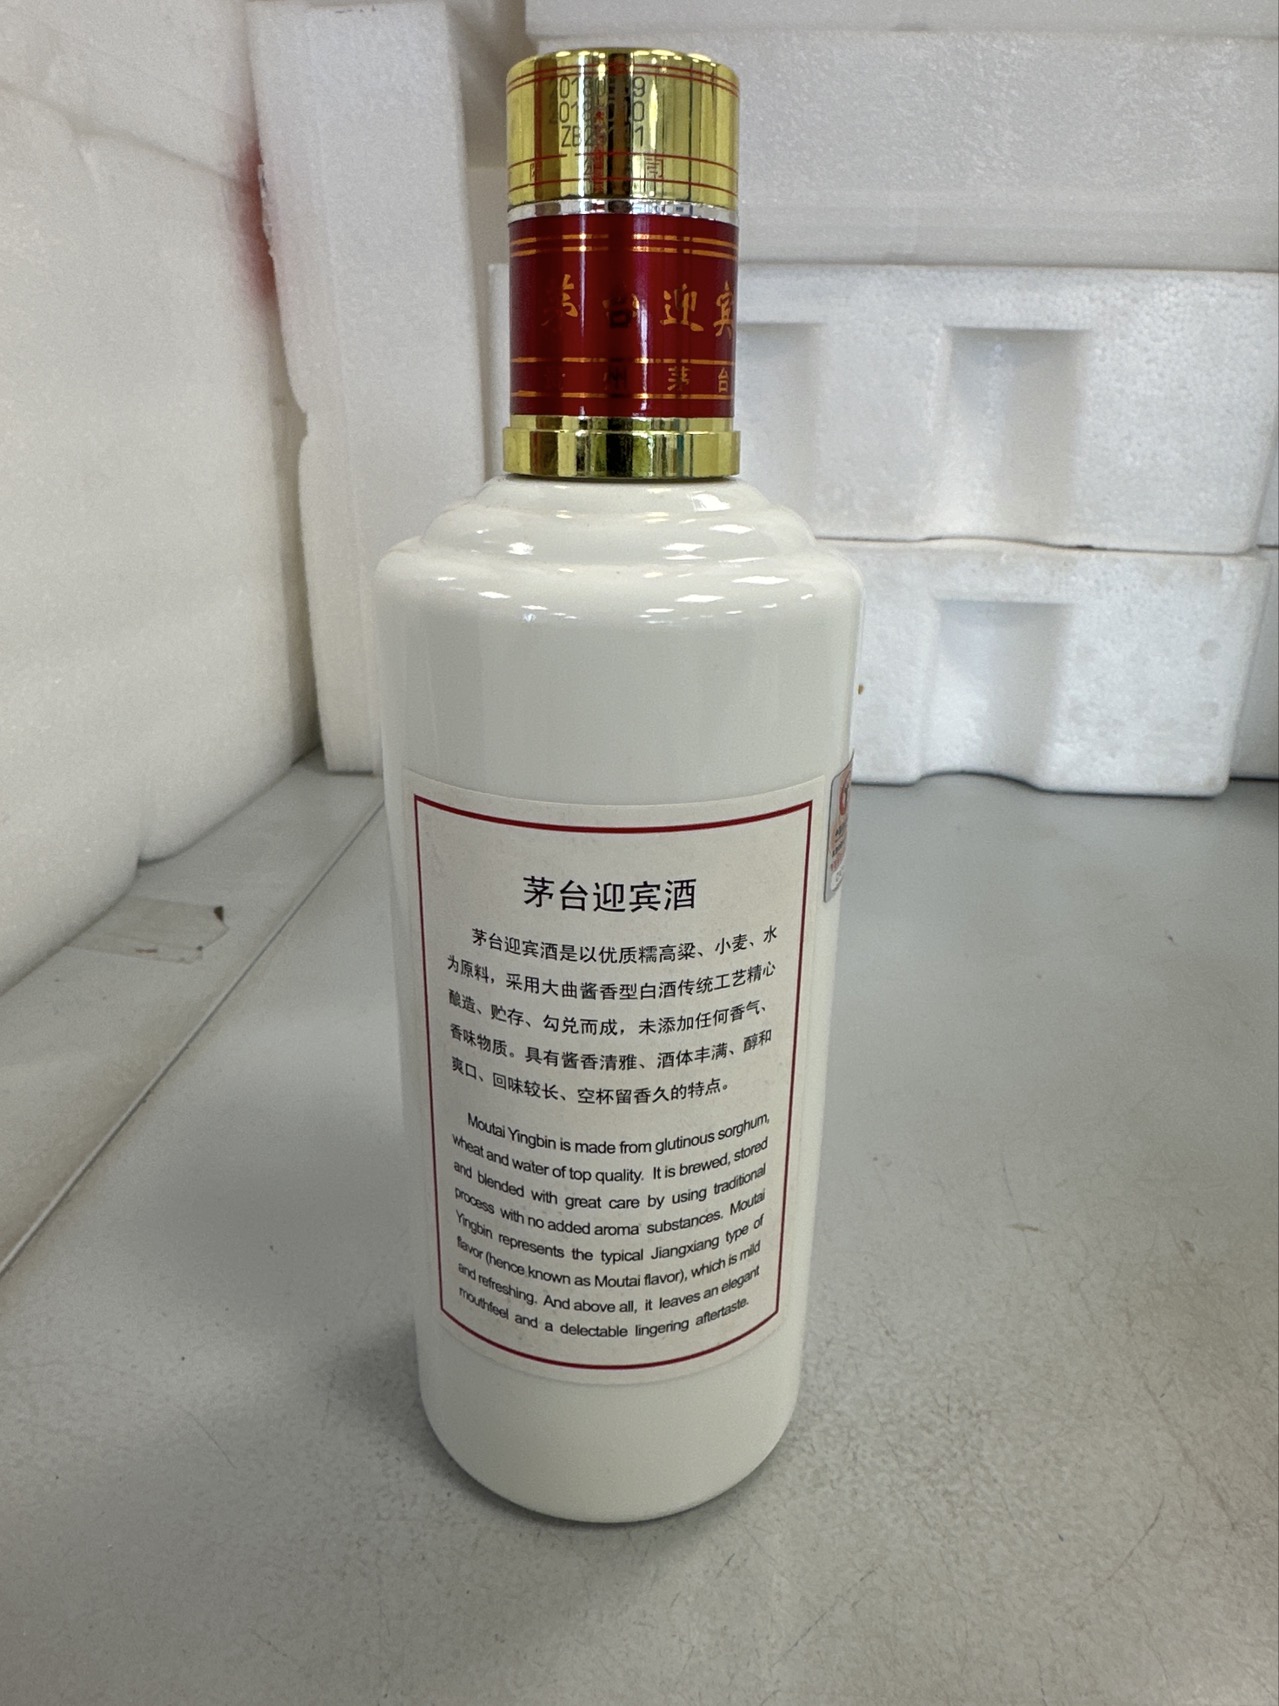 茅台迎宾
州茅台
茅台迎宾酒
茅台迎宾酒是以优质糯高粱、小麦、水
为原料，采用大曲酱香型白酒传统工艺精心
酿造、贮存、勾兑而成，未添加任何香气、
香味物质。具有酱香清雅、酒体丰满、醇和
爽口、回味较长、空杯留香久的特点。
Moutai Yingbin is made from glutinous sorghum,
wheat and water of top quality. It is brewed, stored
and blended with great care by using traditional
process with no added aroma substances. Moutai
Yingbin represents the typical Jiangxiang type of
flavor (hence known as Moutai flavor), which is mild
and refreshing. And above all, it leaves an elegant
mouthfeel and a delectable lingering aftertaste.